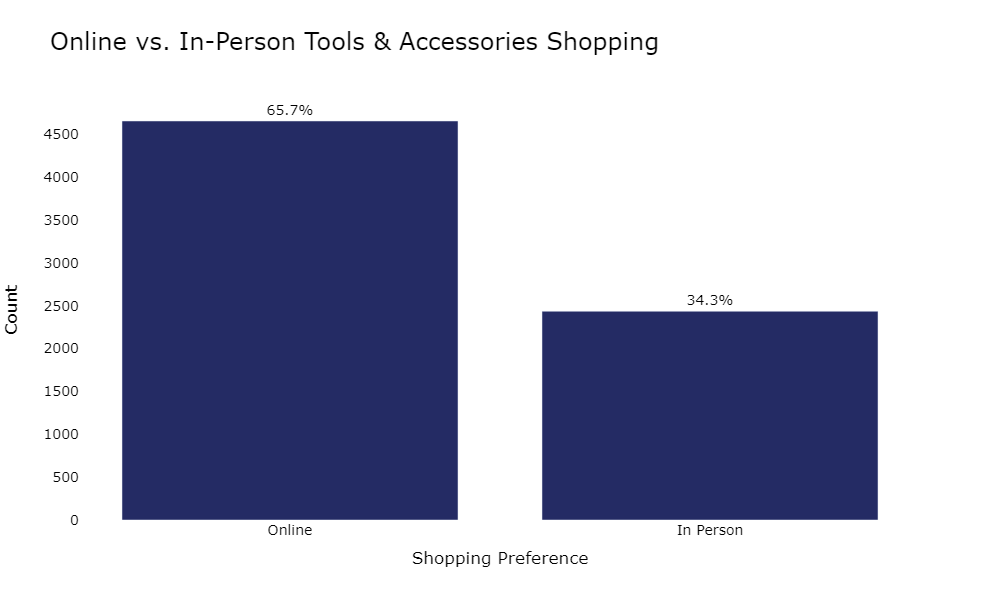 Online vs. In-Person Tools & Accessories Shopping
65.7%
34.3%
4500
4000
3500
3000
2500
2000
1500
1000
500
0
Count
Online
In Person
Shopping Preference